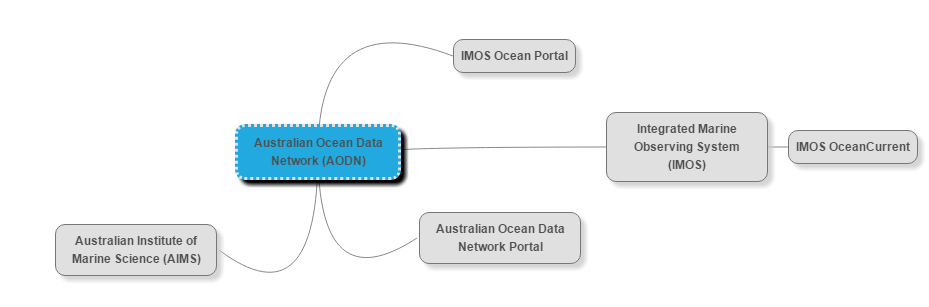 IMOS Ocean Portal
Australian Ocean Data
Network (AODN)
Integrated Marine
Observing System
(IMOS)
IMOS OceanCurrent
Australian Institute of
Marine Science (AIMS)
Australian Ocean Data
Network Portal